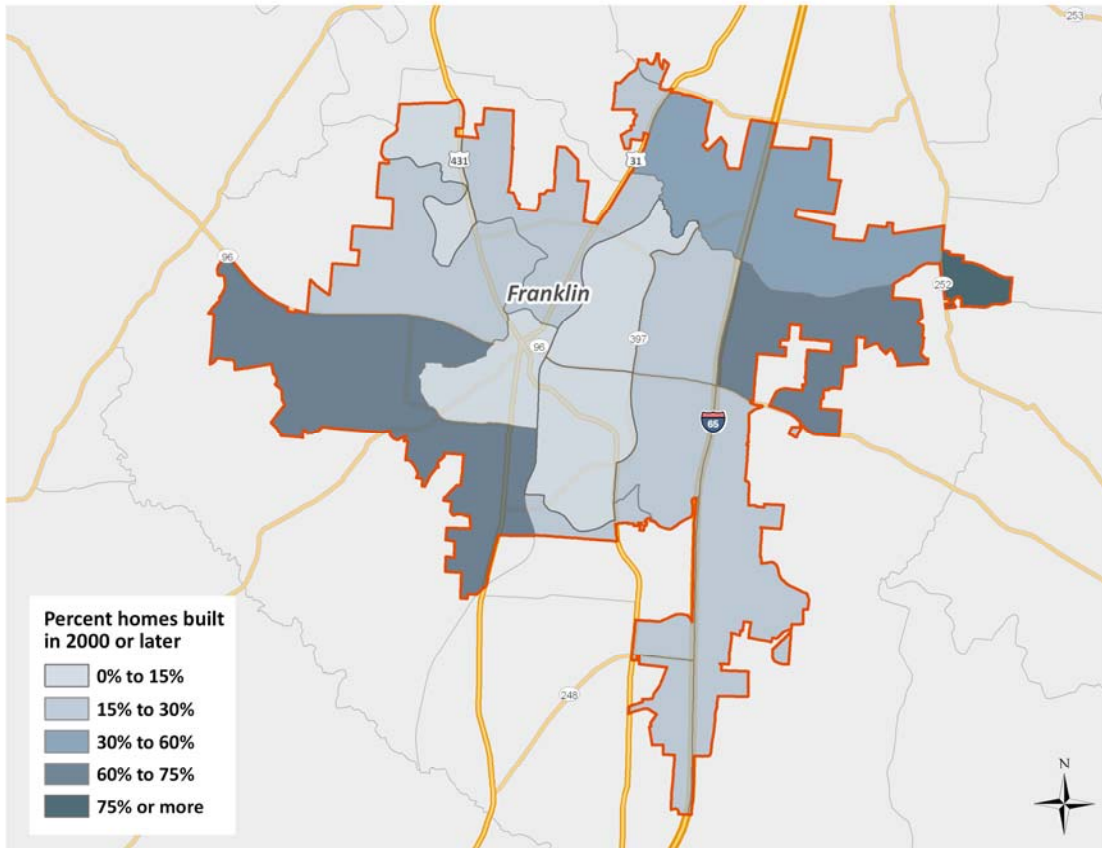 253
431
31
96
252
Franklin
397
96
65
248
Percent homes built
in 2000 or later
0% to 15%
15% to 30%
30% to 60%
60% to 75%
75% or more
N